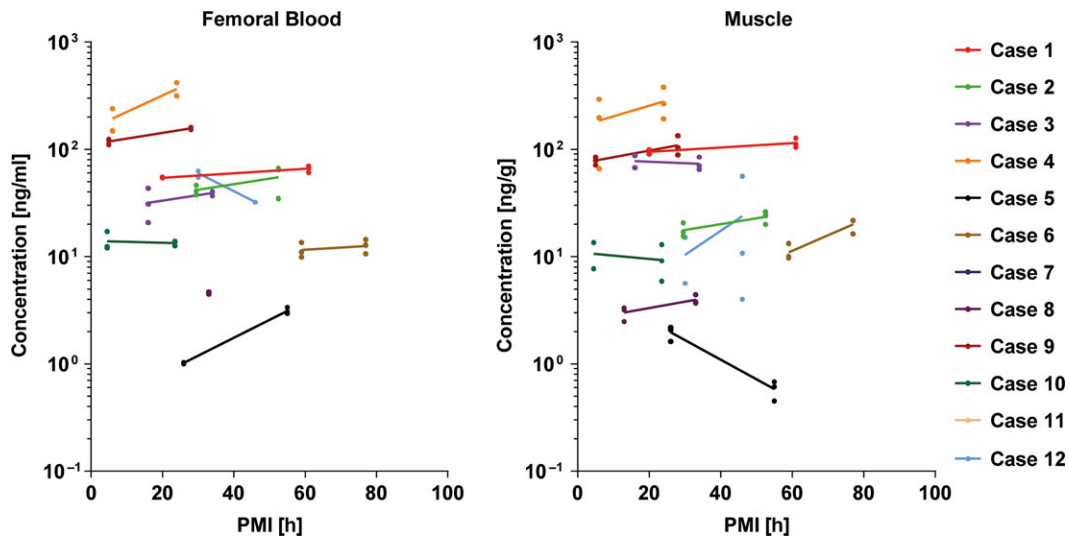 Femoral Blood
Concentration [ng/ml]
10³
10²
10¹
10⁰
10⁻¹
0 20 40 60 80 100
PMI [h]
Muscle
Concentration [ng/g]
10³
10²
10¹
10⁰
10⁻¹
0 20 40 60 80 100
PMI [h]
Case 1
Case 2
Case 3
Case 4
Case 5
Case 6
Case 7
Case 8
Case 9
Case 10
Case 11
Case 12